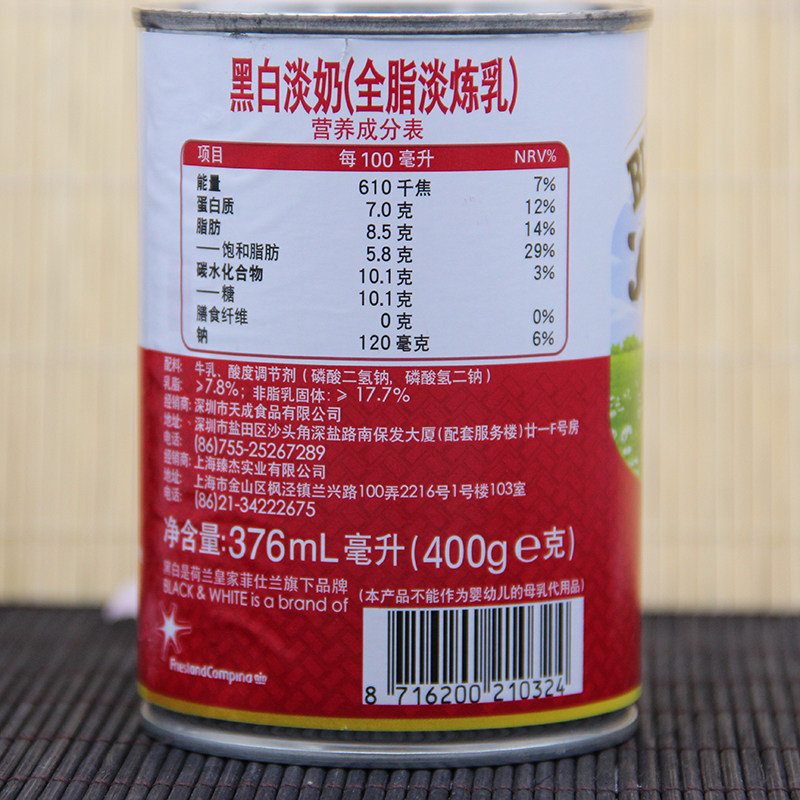 黑白淡奶(全脂淡炼乳)
营养成分表
项目 每100毫升 NRV%
能量 610 千焦 7%
蛋白质 7.0 克 12%
脂肪 8.5 克 14%
——饱和脂肪 5.8 克 29%
碳水化合物 10.1克 3%
——糖 10.1克
膳食纤维 0 克 0%
钠 120 毫克 6%
配料: 牛乳、酸度调节剂(磷酸二氢钠, 磷酸氢二钠)
乳脂: ≥7.8%; 非脂乳固体: ≥ 17.7%
经销商: 深圳市天成食品有限公司
地址: 深圳市盐田区沙头角深盐路南保发大厦(配套服务楼)廿一F号房
电话: (86)755-25267289
经销商: 上海臻杰实业有限公司
地址: 上海市金山区枫泾镇兰兴路100弄2216号1号楼103室
电话: (86)21-34222675
净含量:376mL 毫升(400g℮克)
黑白是荷兰皇家菲仕兰旗下品牌
(本产品不能作为婴幼儿的母乳代用品)
BLACK & WHITE is a brand of
FrieslandCampina
8 716200 210324